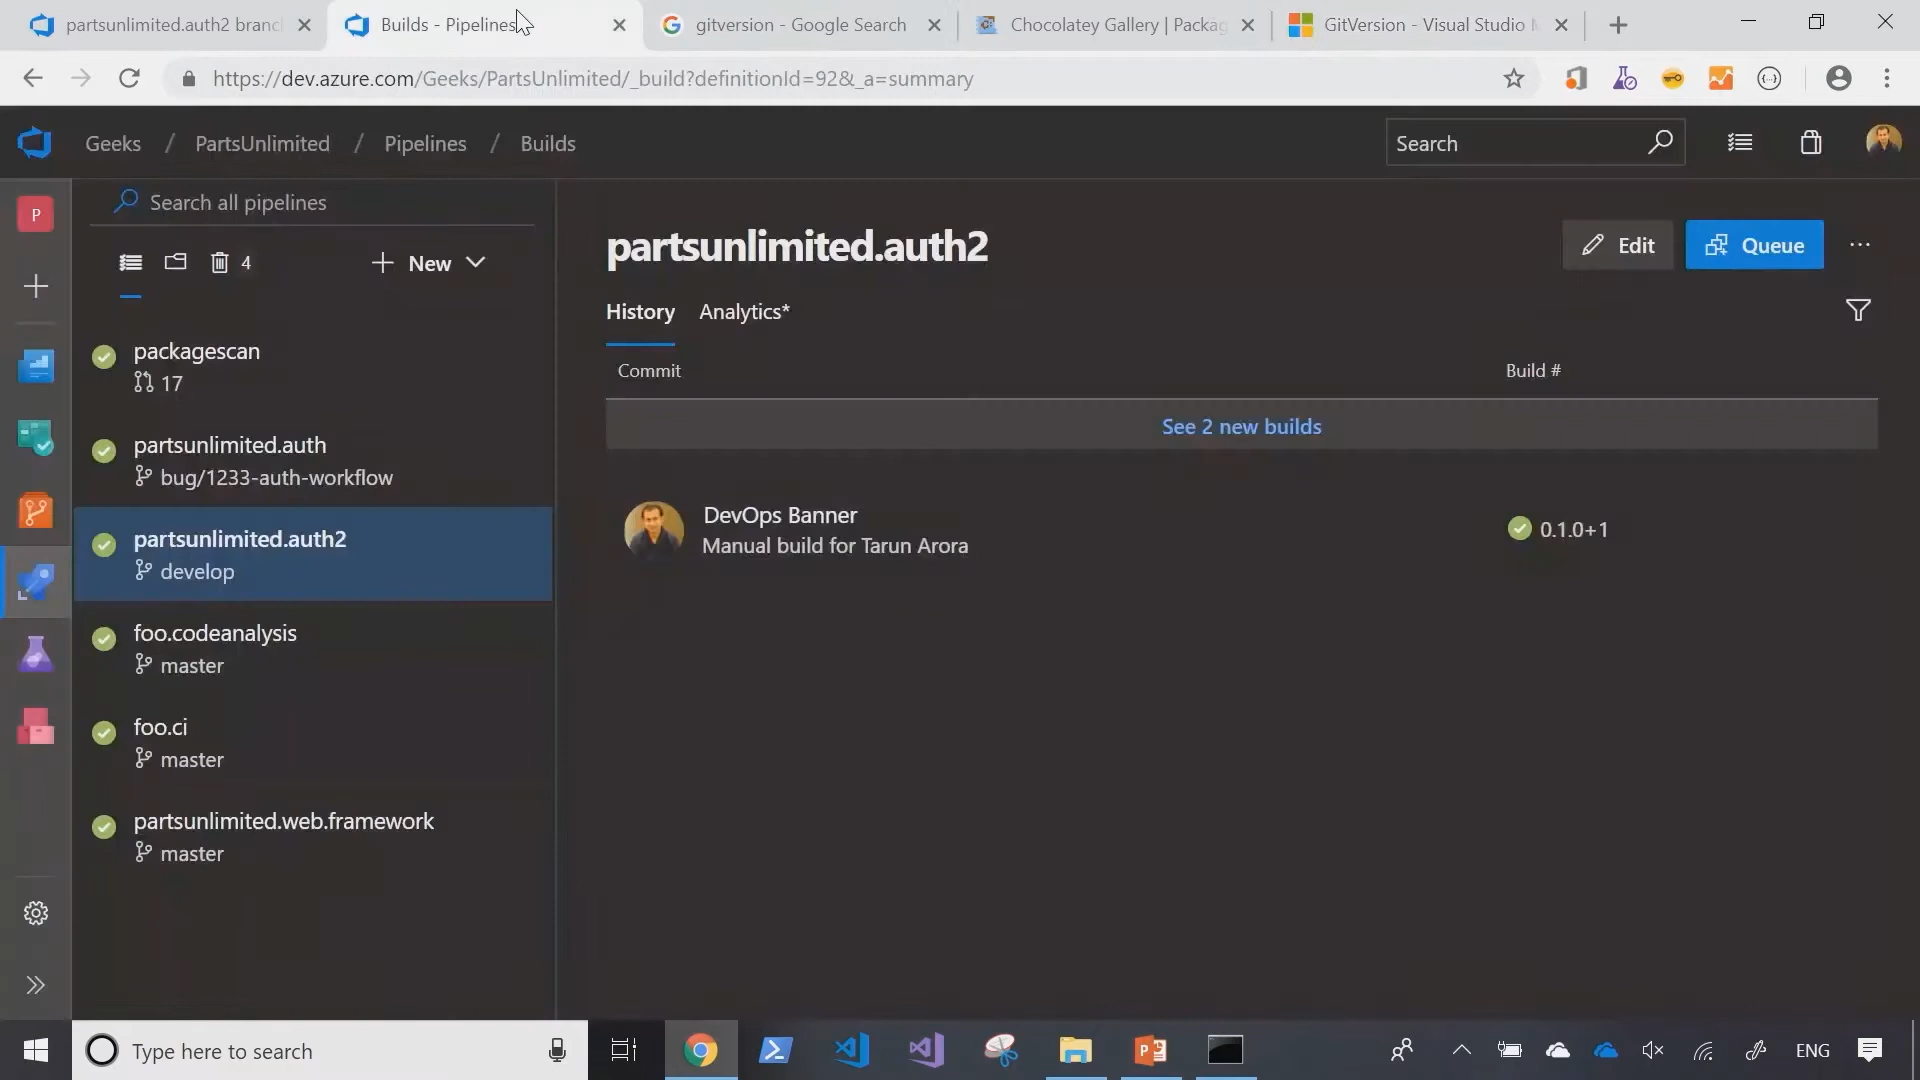 partsunlimited.auth2 branc
Builds - Pipelines
gitversion - Google Search
Chocolatey Gallery | Packag
GitVersion - Visual Studio M
https://dev.azure.com/Geeks/PartsUnlimited/_build?definitionId=92&_a=summary
Geeks / PartsUnlimited / Pipelines / Builds
Search
P
Search all pipelines
4
New
packagescan
17
partsunlimited.auth
bug/1233-auth-workflow
partsunlimited.auth2
develop
foo.codeanalysis
master
foo.ci
master
partsunlimited.web.framework
master
partsunlimited.auth2
Edit
Queue
History
Analytics*
Commit
Build #
See 2 new builds
DevOps Banner
Manual build for Tarun Arora
0.1.0+1
Type here to search
ENG